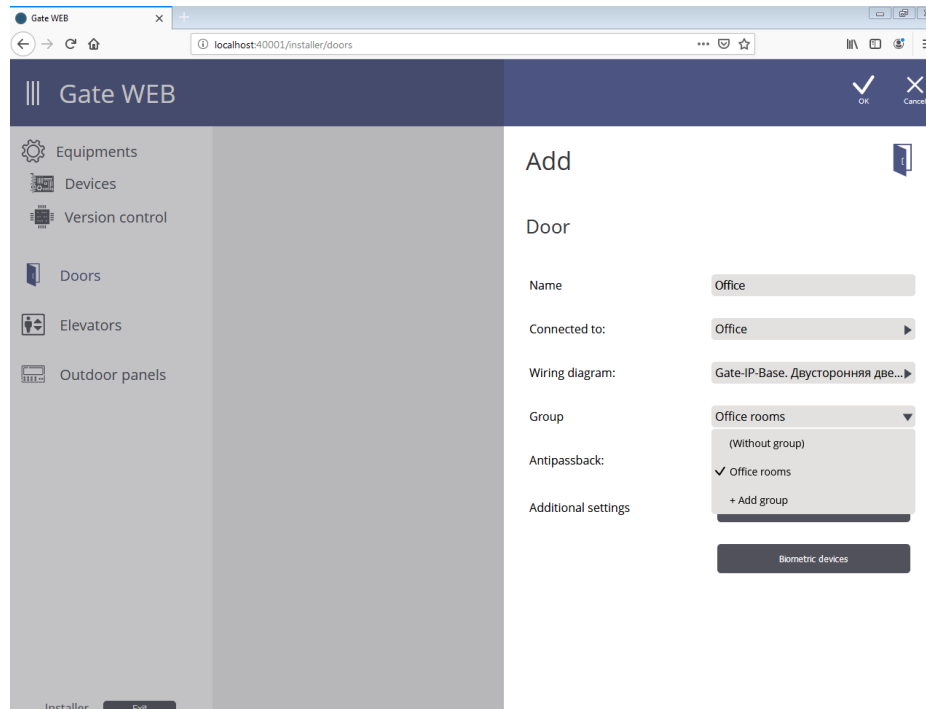 Gate WEB
localhost:40001/installer/doors
Gate WEB
OK
Cancel
Equipments
Devices
Version control
Doors
Elevators
Outdoor panels
Add
Door
Name
Office
Connected to:
Office
Wiring diagram:
Gate-IP-Base. Двусторонняя две...
Group
Office rooms
(Without group)
Office rooms
+ Add group
Antipassback:
Additional settings
Biometric devices
Installer
Exit